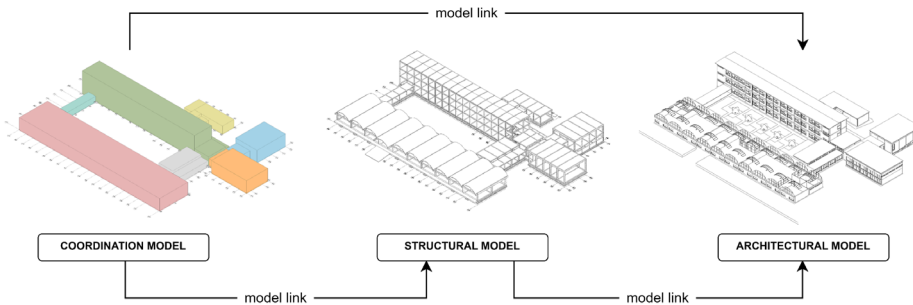 model link
COORDINATION MODEL
STRUCTURAL MODEL
ARCHITECTURAL MODEL
model link
model link